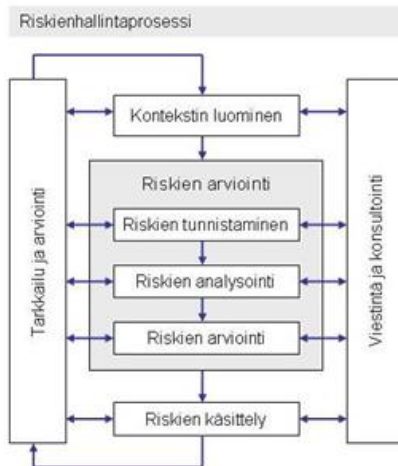 Riskienhallintaprosessi
Tarkkailu ja arviointi
Kontekstin luominen
Riskien arviointi
Riskien tunnistaminen
Riskien analysointi
Riskien arviointi
Riskien käsittely
Viestintä ja konsultointi